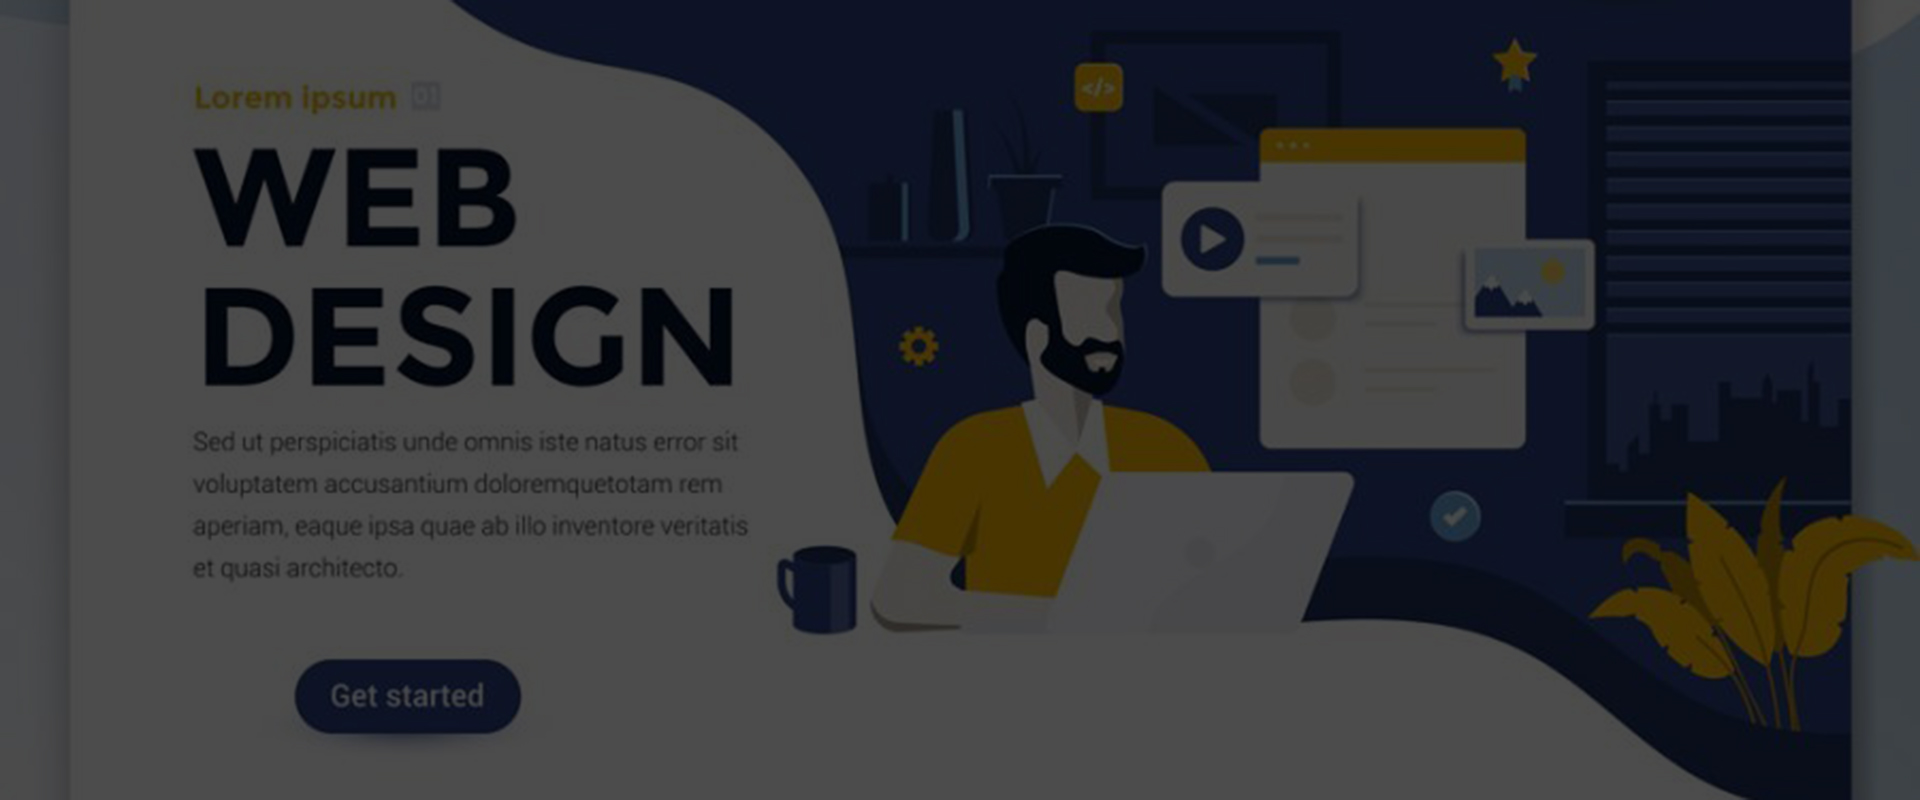 Lorem ipsum
WEB
DESIGN
Sed ut perspiciatis unde omnis iste natus error sit
voluptatem accusantium doloremquetotam rem
aperiam, eaque ipsa quae ab illo inventore veritatis
et quasi architecto.
Get started